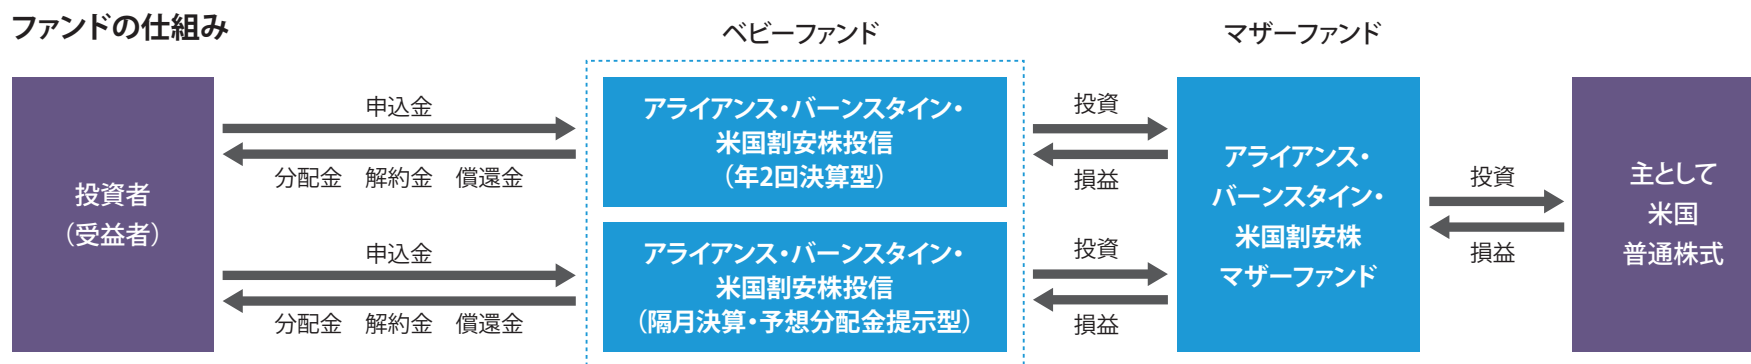 ファンドの仕組み
ベビーファンド
マザーファンド
投資者
（受益者）
申込金
分配金 解約金 償還金
申込金
分配金 解約金 償還金
アライアンス・バーンスタイン・
米国割安株投信
（年2回決算型）
アライアンス・バーンスタイン・
米国割安株投信
（隔月決算・予想分配金提示型）
投資
損益
投資
損益
アライアンス・
バーンスタイン・
米国割安株
マザーファンド
投資
損益
主として
米国
普通株式